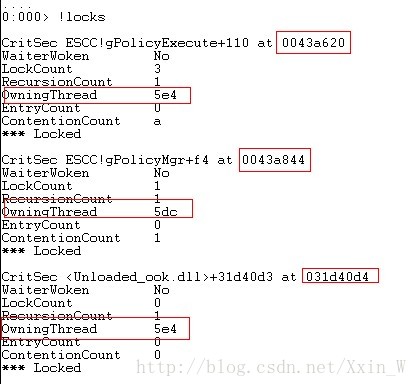 ....
0:000> !locks
CritSec ESCC!gPolicyExecute+110 at 0043a620
WaiterWoken No
LockCount 3
RecursionCount 1
OwningThread 5e4
EntryCount 0
ContentionCount a
*** Locked
CritSec ESCC!gPolicyMgr+f4 at 0043a844
WaiterWoken No
LockCount 1
RecursionCount 1
OwningThread 5dc
EntryCount 0
ContentionCount 1
*** Locked
CritSec <Unloaded_ook.dll>+31d40d3 at 031d40d4
WaiterWoken No
LockCount 0
RecursionCount 1
OwningThread 5e4
EntryCount 0
ContentionCount 0
*** Locked
http://blog.csdn.net/Xxin_W